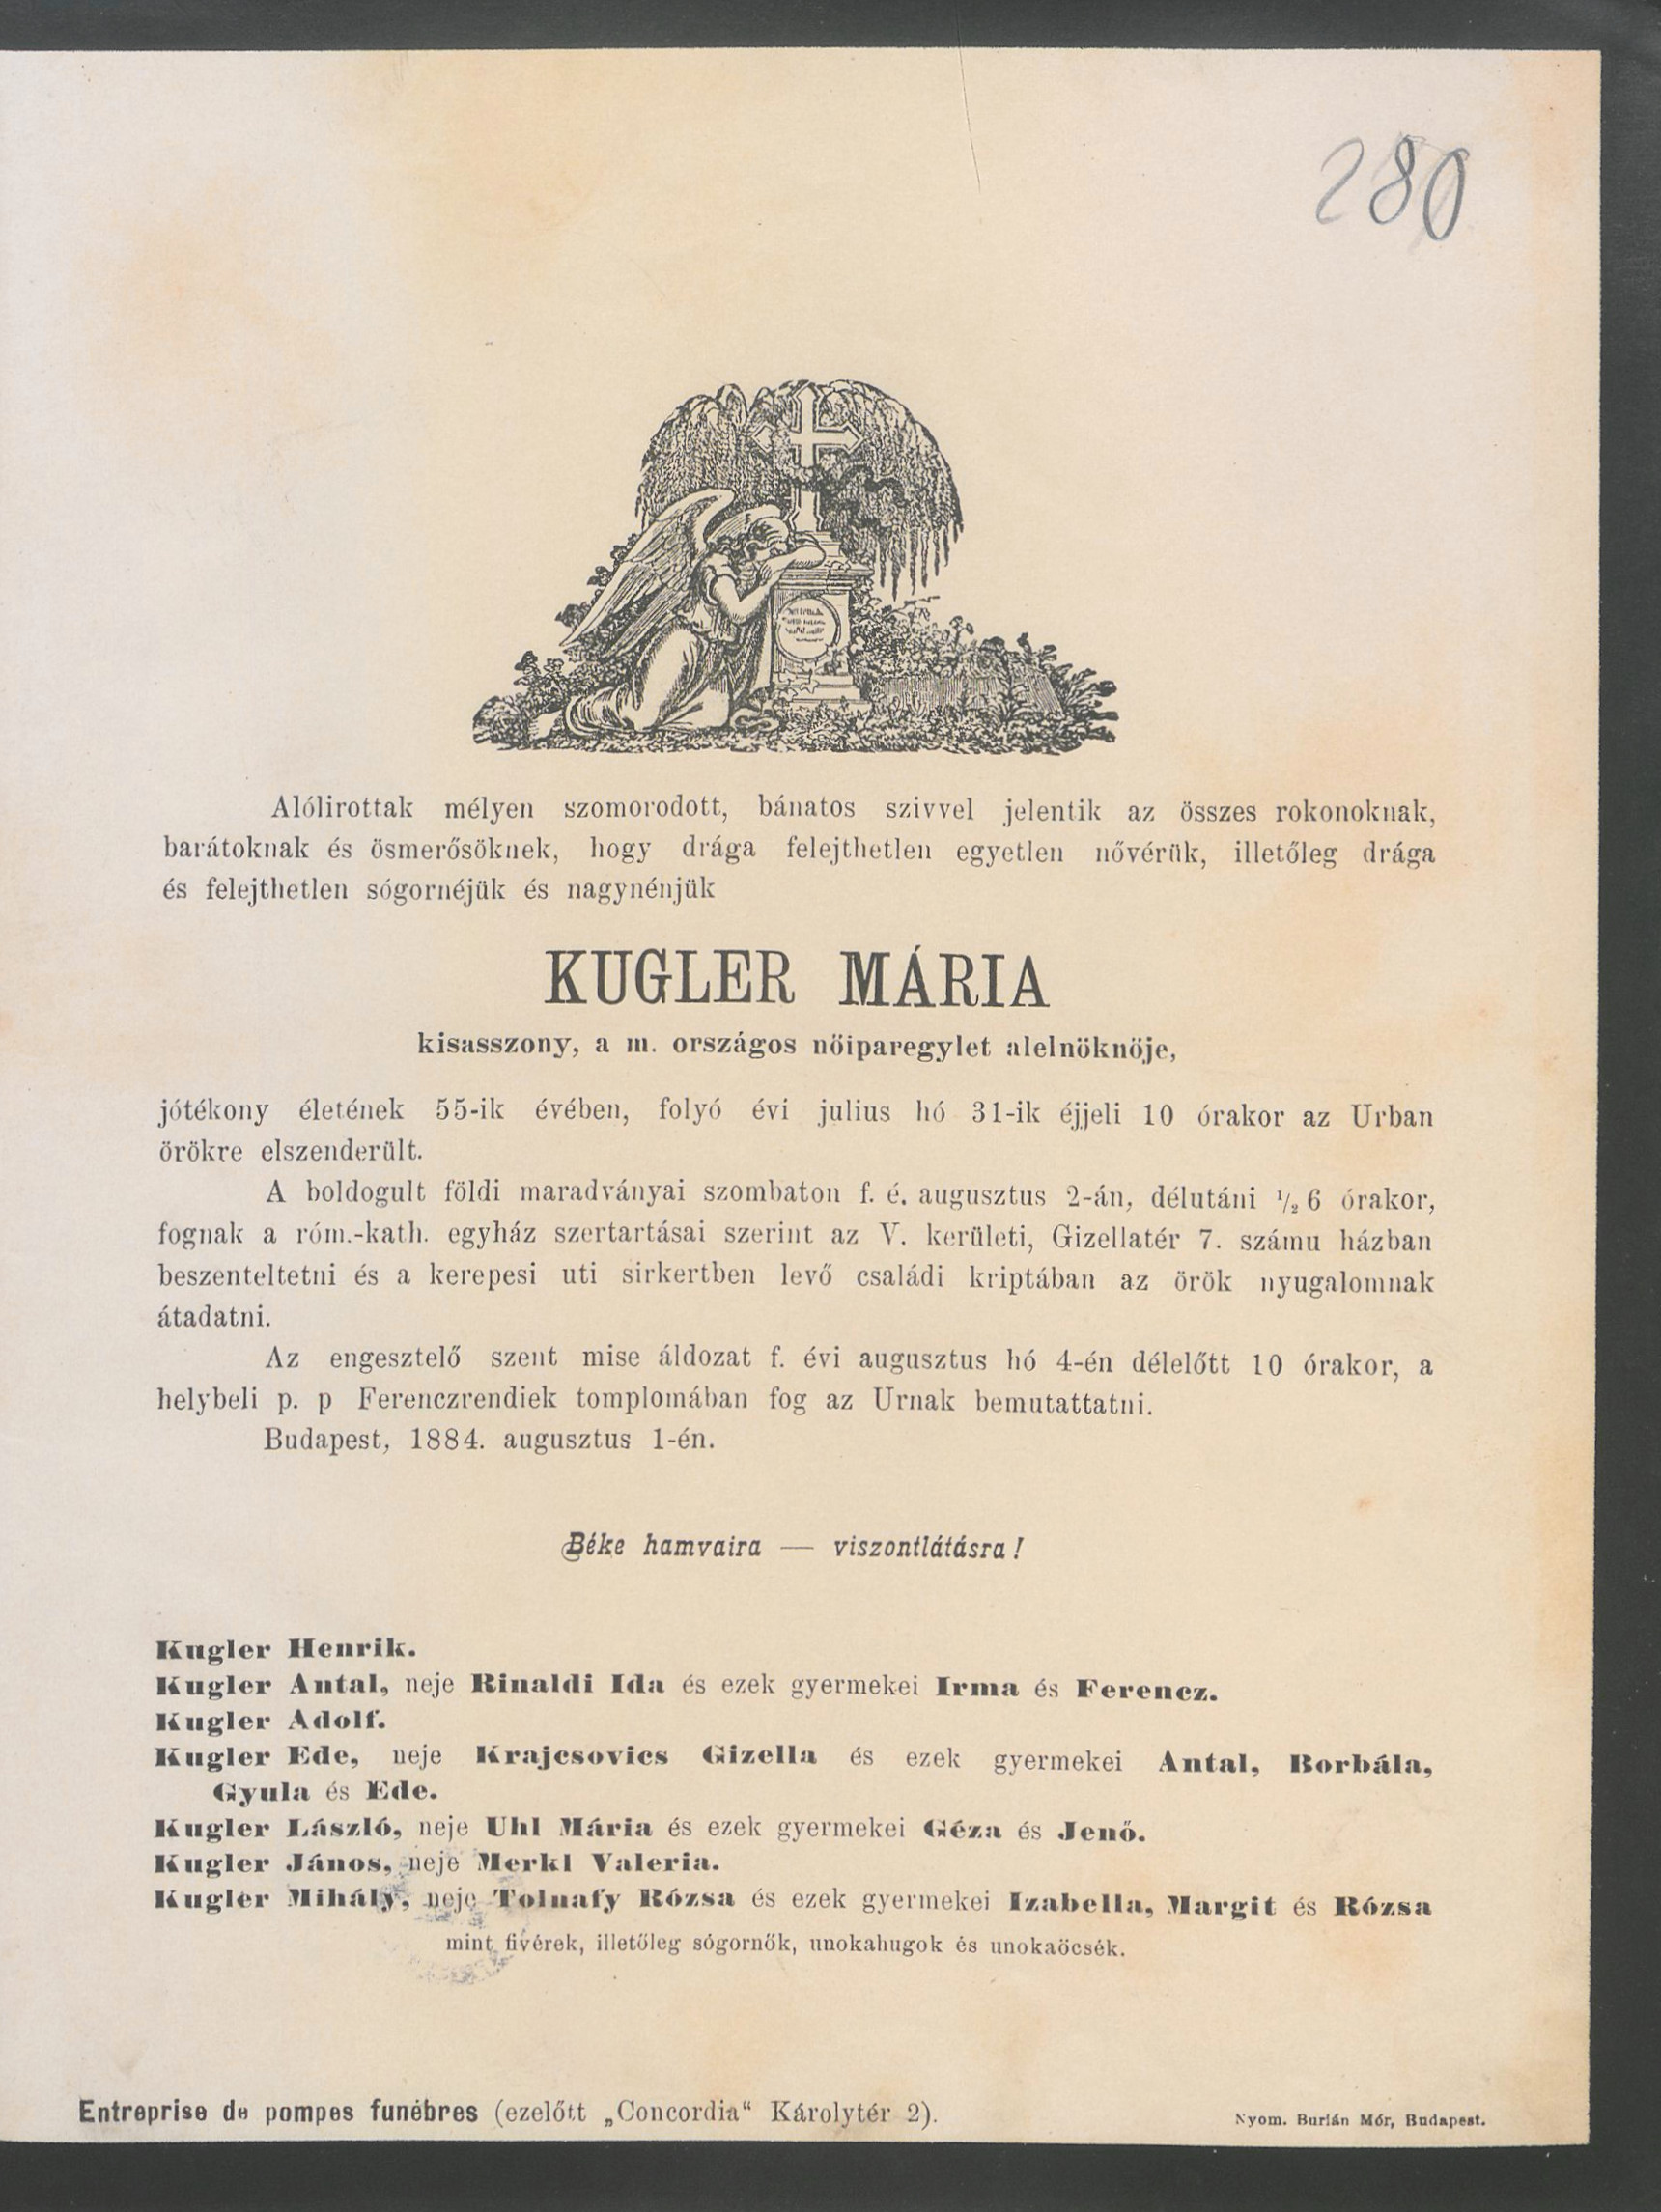 280
Alólirottak mélyen szomorodott, bánatos szivvel jelentik az összes rokonoknak,
barátoknak és ösmerősöknek, hogy drága felejthetlen egyetlen nővérük, illetőleg drága
és felejthetlen sógornéjük és nagynénjük
KUGLER MÁRIA
kisasszony, a m. országos nöiparegylet alelnöknöje,
jótékony életének 55-ik évében, folyó évi julius hó 31-ik éjjeli 10 órakor az Urban
örökre elszenderült.
A boldogult földi maradványai szombaton f. é. augusztus 2-án, délutáni ½ 6 órakor,
fognak a róm.-kath. egyház szertartásai szerint az V. kerületi, Gizellatér 7. számu házban
beszenteltetni és a kerepesi uti sirkertben levő családi kriptában az örök nyugalomnak
átadatni.
Az engesztelő szent mise áldozat f. évi augusztus hó 4-én délelőtt 10 órakor, a
helybeli p. p Ferenczrendiek tomplomában fog az Urnak bemutattatni.
Budapest, 1884. augusztus 1-én.
Béke hamvaira — viszontlátásra!
Kugler Henrik.
Kugler Antal, neje Rinaldi Ida és ezek gyermekei Irma és Ferencz.
Kugler Adolf.
Kugler Ede, neje Krajcsovics Gizella és ezek gyermekei Antal, Borbála,
Gyula és Ede.
Kugler László, neje Uhl Mária és ezek gyermekei Géza és Jenő.
Kugler János, neje Merkl Valeria.
Kugler Mihály, neje Tolnafy Rózsa és ezek gyermekei Izabella, Margit és Rózsa
mint fivérek, illetöleg sógornők, unokahugok és unokaöcsék.
Entreprise de pompes funébres (ezelőtt „Concordia“ Károlytér 2).
Nyom. Burián Mór, Budapest.